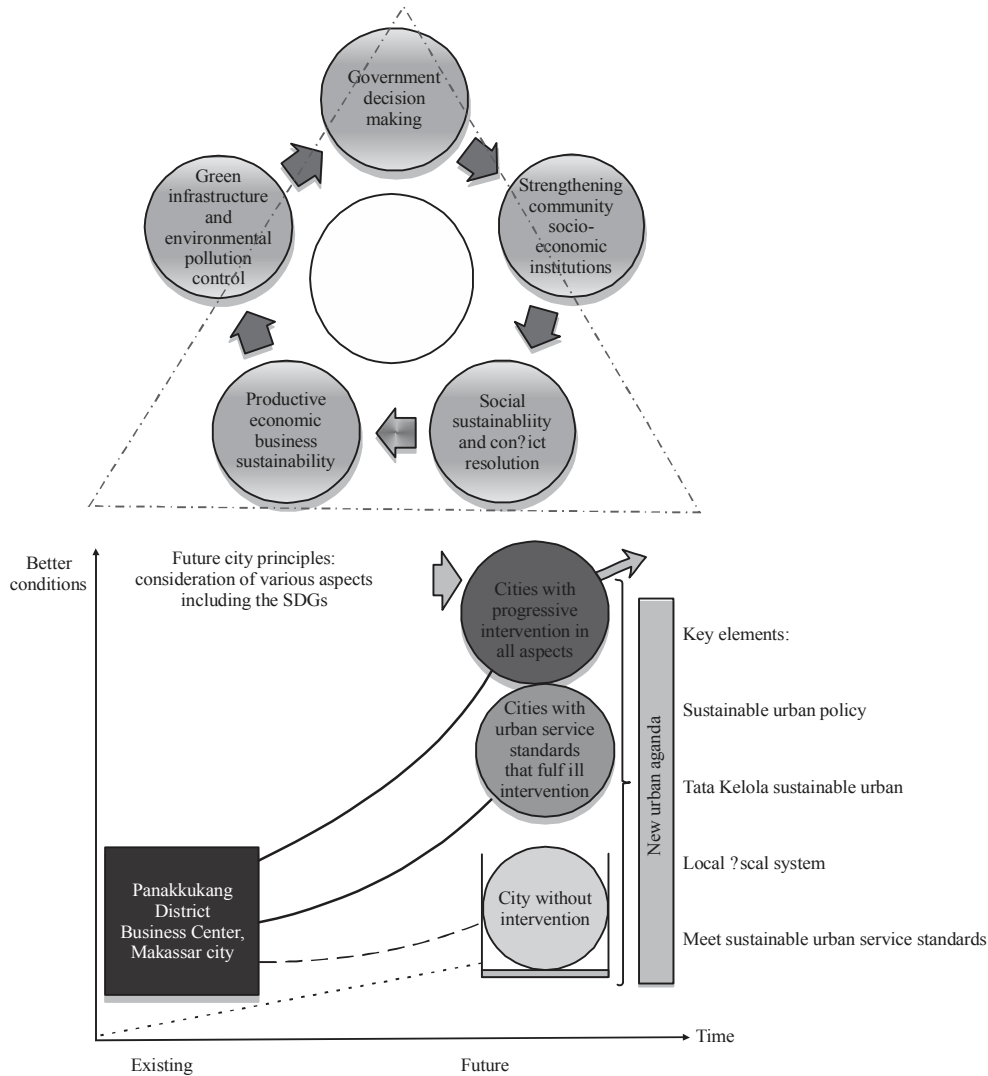 Government
decision
making
Green
infrastructure
and
environmental
pollution
control
Strengthening
community
socio-
economic
institutions
Productive
economic
business
sustainability
Social
sustainabliity
and con?ict
resolution
Better
conditions
Future city principles:
consideration of various aspects
including the SDGs
Cities with
progressive
intervention in
all aspects
Cities with
urban service
standards
that fulf ill
intervention
City without
intervention
Panakkukang
District
Business Center,
Makassar city
New urban aganda
Key elements:
Sustainable urban policy
Tata Kelola sustainable urban
Local ?scal system
Meet sustainable urban service standards
Time
Existing
Future